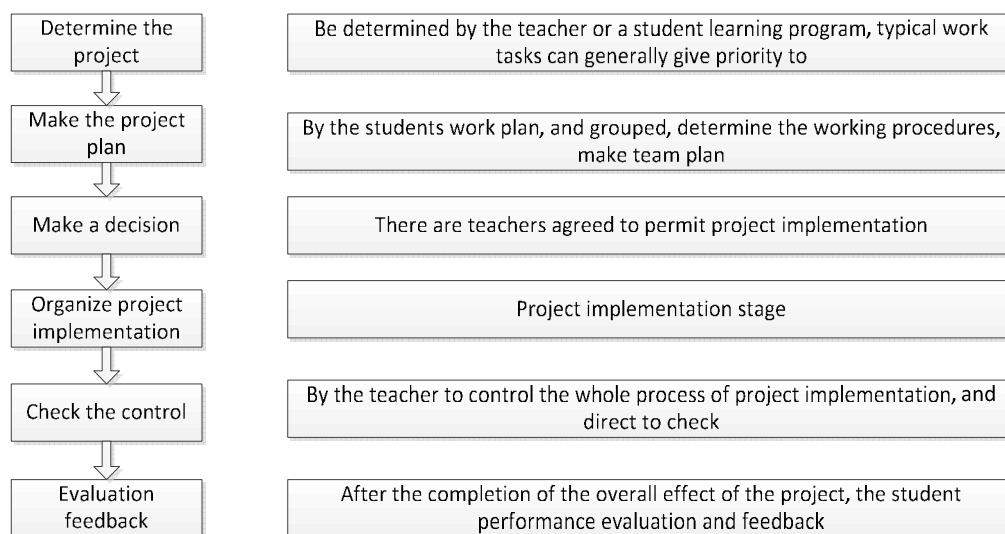 Determine the
project
Be determined by the teacher or a student learning program, typical work
tasks can generally give priority to
Make the project
plan
By the students work plan, and grouped, determine the working procedures,
make team plan
Make a decision
There are teachers agreed to permit project implementation
Organize project
implementation
Project implementation stage
Check the control
By the teacher to control the whole process of project implementation, and
direct to check
Evaluation
feedback
After the completion of the overall effect of the project, the student
performance evaluation and feedback